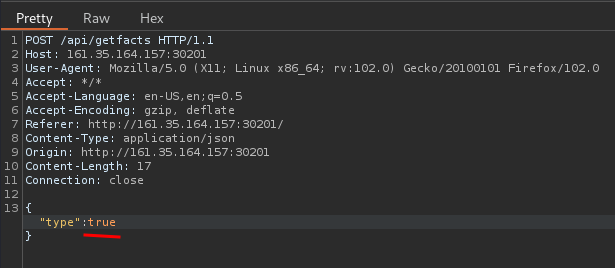 Pretty Raw Hex
1 POST /api/getfacts HTTP/1.1
2 Host: 161.35.164.157:30201
3 User-Agent: Mozilla/5.0 (X11; Linux x86_64; rv:102.0) Gecko/20100101 Firefox/102.0
4 Accept: */*
5 Accept-Language: en-US,en;q=0.5
6 Accept-Encoding: gzip, deflate
7 Referer: http://161.35.164.157:30201/
8 Content-Type: application/json
9 Origin: http://161.35.164.157:30201
10 Content-Length: 17
11 Connection: close
12
13 {
"type":true
}